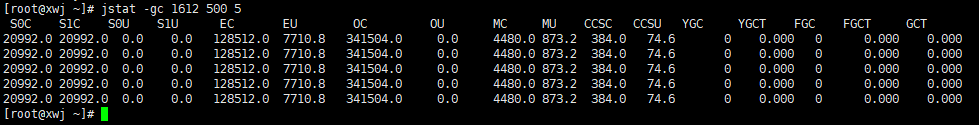 [root@xwj ~]# jstat -gc 1612 500 5
S0C S1C S0U S1U EC EU OC OU MC MU CCSC CCSU YGC YGCT FGC FGCT GCT
20992.0 20992.0 0.0 0.0 128512.0 7710.8 341504.0 0.0 4480.0 873.2 384.0 74.6 0 0.000 0 0.000 0.000
20992.0 20992.0 0.0 0.0 128512.0 7710.8 341504.0 0.0 4480.0 873.2 384.0 74.6 0 0.000 0 0.000 0.000
20992.0 20992.0 0.0 0.0 128512.0 7710.8 341504.0 0.0 4480.0 873.2 384.0 74.6 0 0.000 0 0.000 0.000
20992.0 20992.0 0.0 0.0 128512.0 7710.8 341504.0 0.0 4480.0 873.2 384.0 74.6 0 0.000 0 0.000 0.000
20992.0 20992.0 0.0 0.0 128512.0 7710.8 341504.0 0.0 4480.0 873.2 384.0 74.6 0 0.000 0 0.000 0.000
[root@xwj ~]#